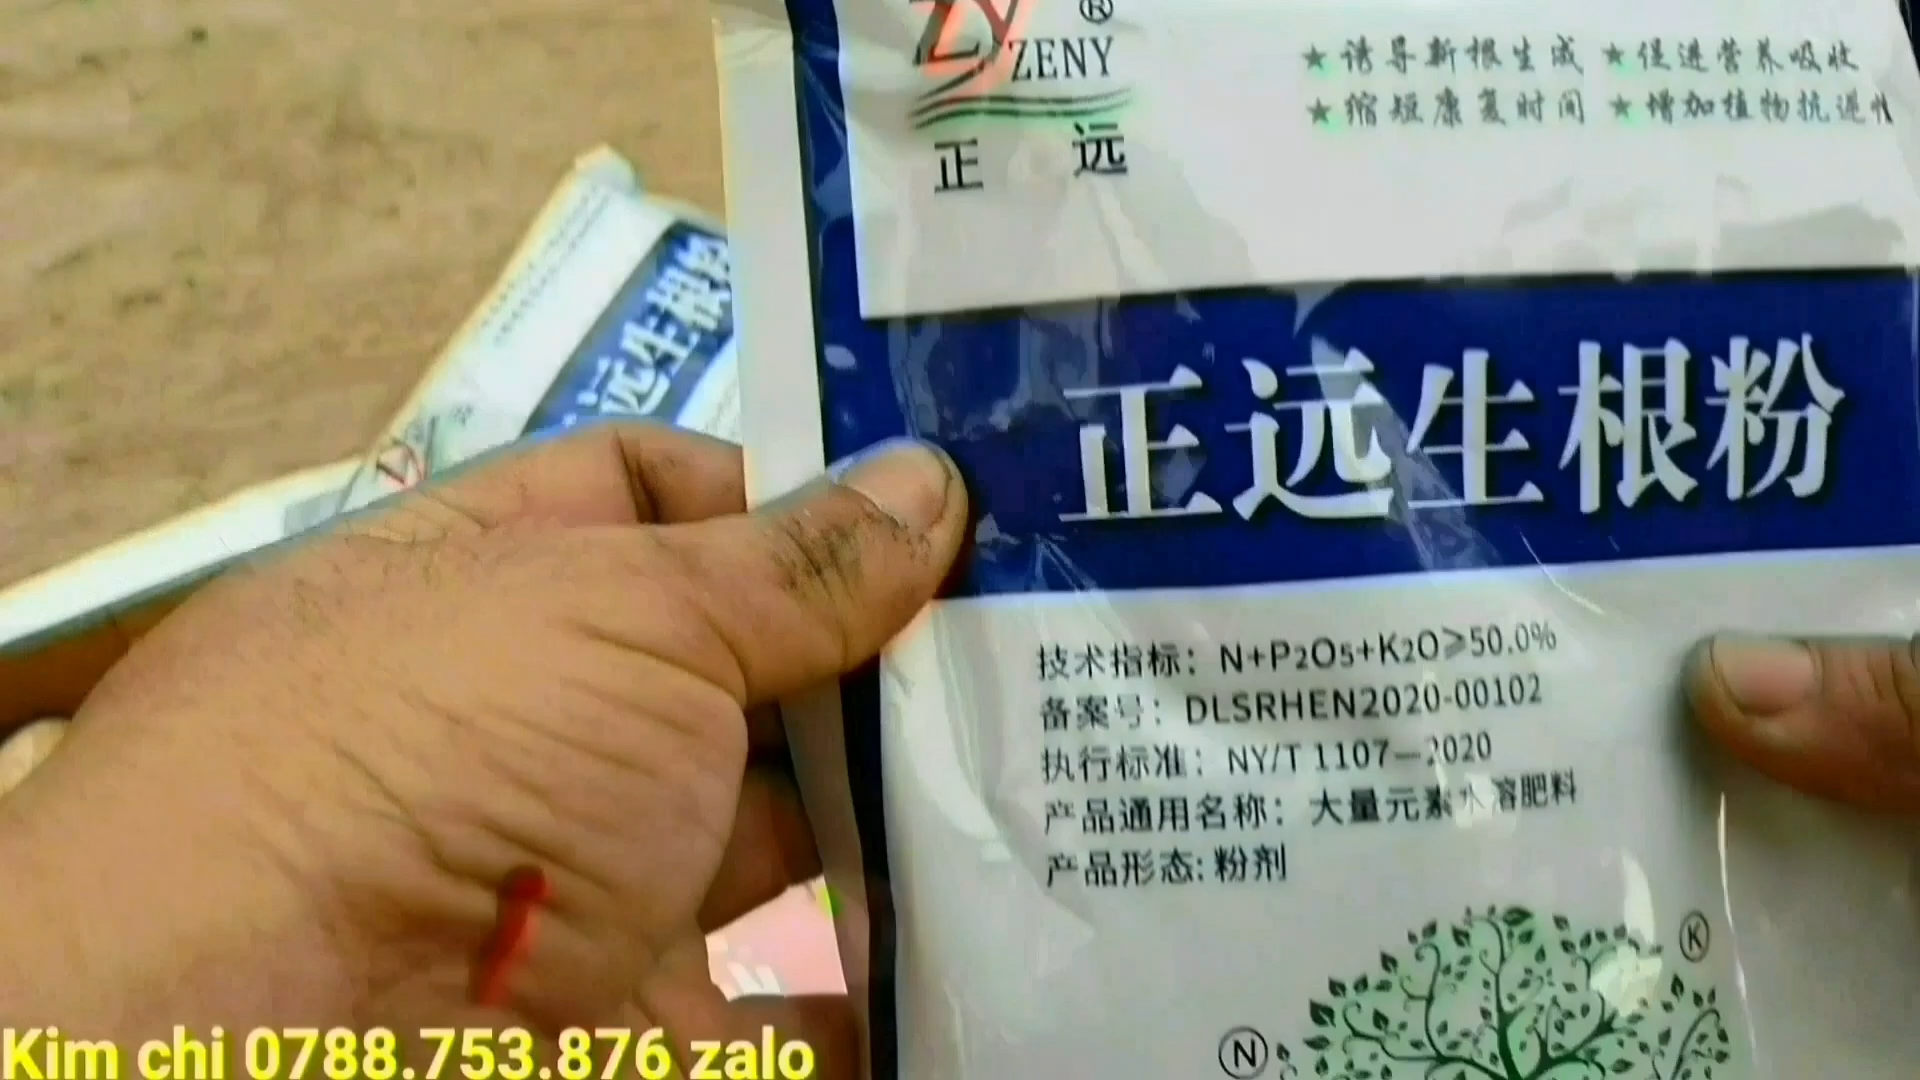 ZY ®
ZENY
正 远
★诱导新根生成 ★促进营养吸收
★缩短康复时间 ★增加植物抗逆性
正远生根粉
远生根粉
技术指标：N+P₂O₅+K₂O≥50.0%
备案号：DLSRHEN2020-00102
执行标准：NY/T 1107—2020
产品通用名称：大量元素水溶肥料
产品形态:粉剂
K
N
Kim chi 0788.753.876 zalo